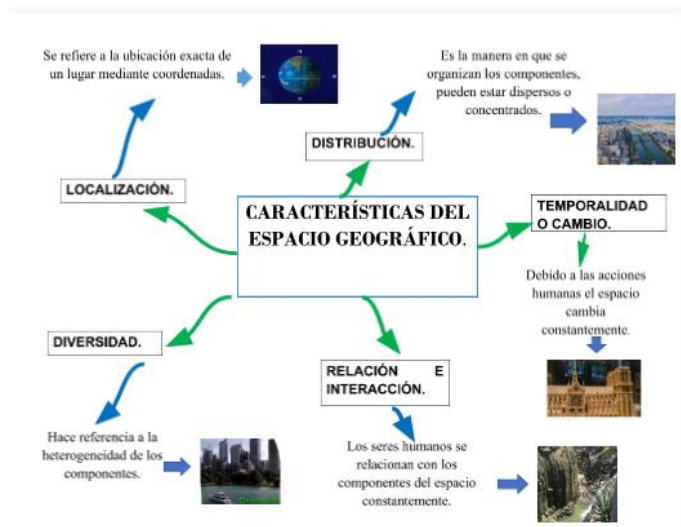 Se refiere a la ubicación exacta de
un lugar mediante coordenadas.
Es la manera en que se
organizan los componentes,
pueden estar dispersos o
concentrados.
DISTRIBUCIÓN.
LOCALIZACIÓN.
CARACTERÍSTICAS DEL
ESPACIO GEOGRÁFICO.
TEMPORALIDAD
O CAMBIO.
Debido a las acciones
humanas el espacio
cambia
constantemente.
DIVERSIDAD.
RELACIÓN E
INTERACCIÓN.
Hace referencia a la
heterogeneidad de los
componentes.
Los seres humanos se
relacionan con los
componentes del espacio
constantemente.